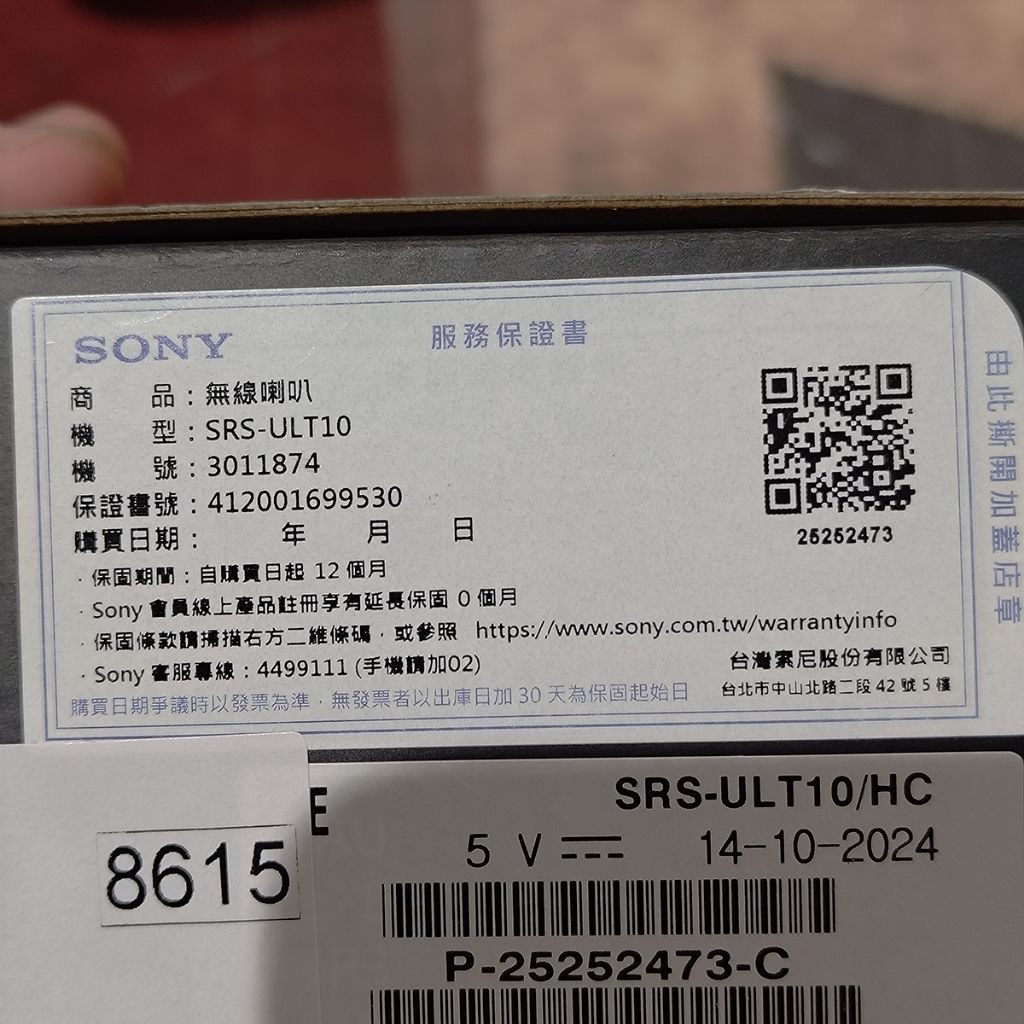 SONY
服務保證書
商 品：無線喇叭
機 型：SRS-ULT10
機 號：3011874
保證書號：412001699530
購買日期： 年 月 日
．保固期間：自購買日起 12 個月
．Sony 會員線上產品註冊享有延長保固 0 個月
．保固條款請掃描右方二維條碼，或參照 https://www.sony.com.tw/warrantyinfo
．Sony 客服專線：4499111 (手機請加02)
購買日期爭議時以發票為準，無發票者以出庫日加 30 天為保固起始日
25252473
台灣索尼股份有限公司
台北市中山北路二段 42 號 5 樓
由此撕開加蓋店章
8615
E
SRS-ULT10/HC
5 V 14-10-2024
P-25252473-C